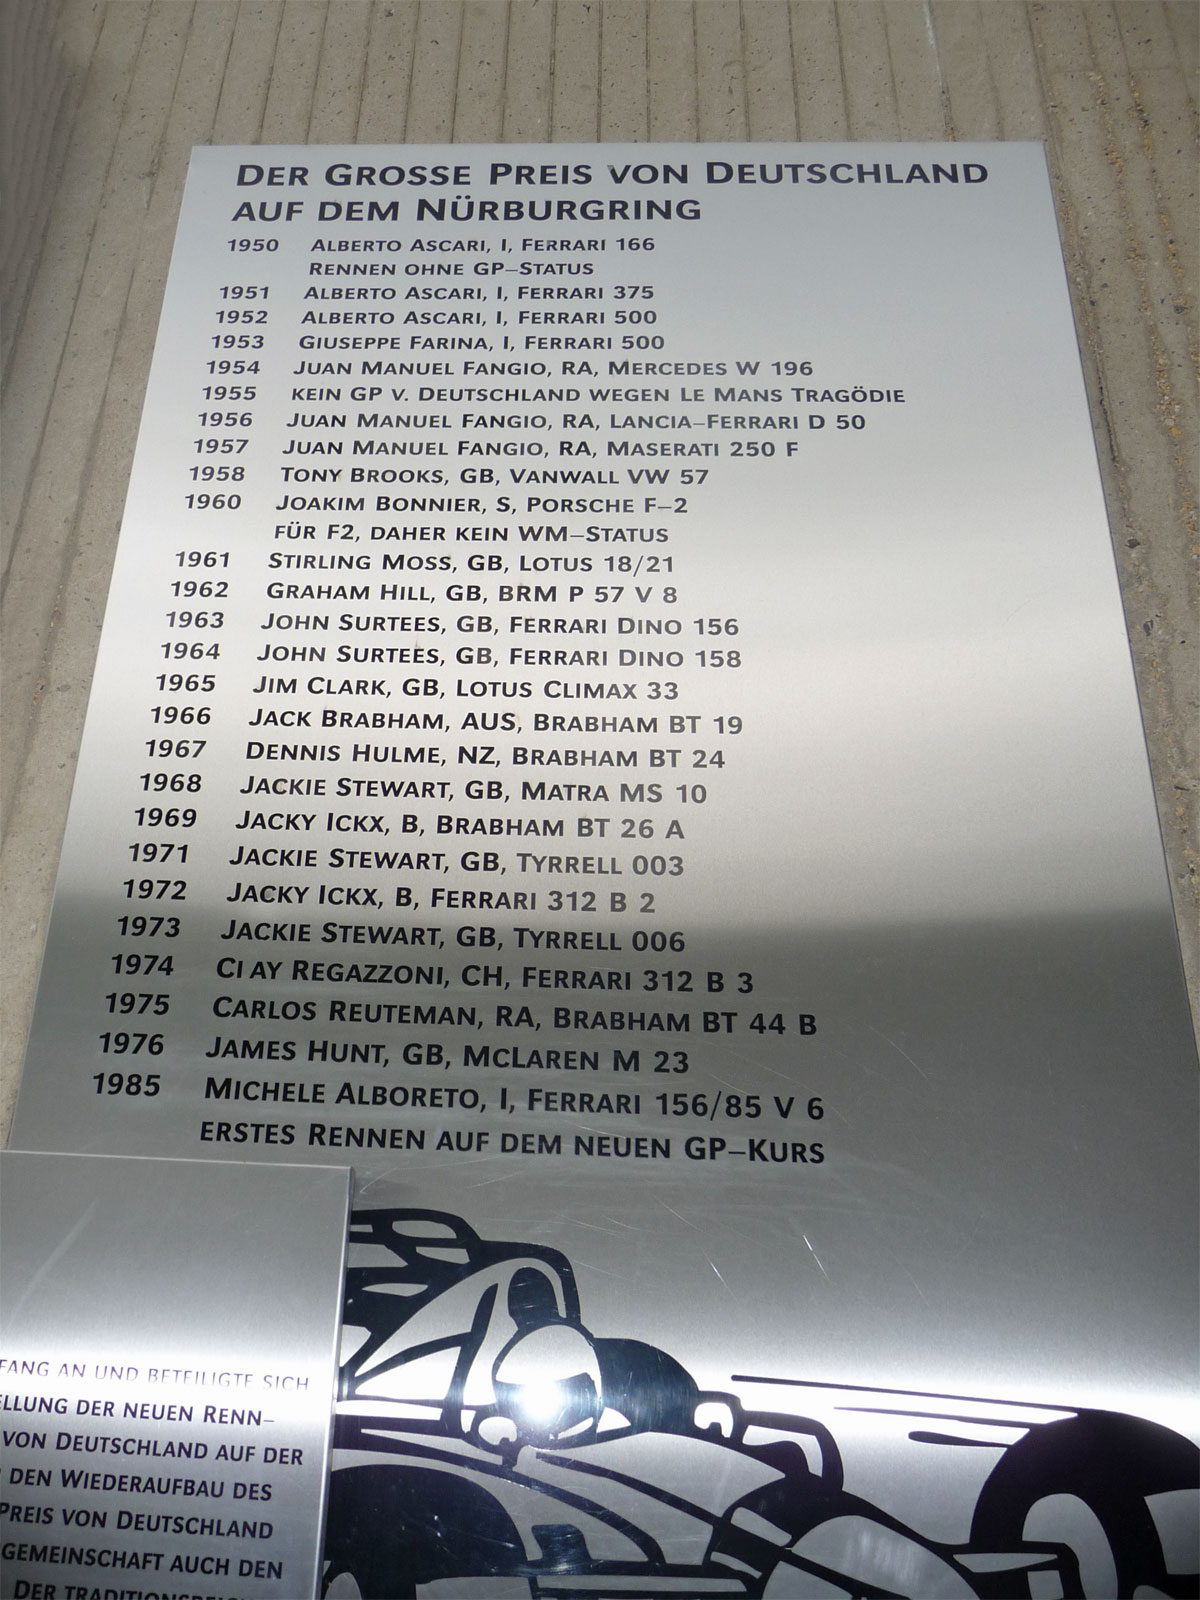 DER GROSSE PREIS VON DEUTSCHLAND
AUF DEM NÜRBURGRING
1950 ALBERTO ASCARI, I, FERRARI 166
RENNEN OHNE GP–STATUS
1951 ALBERTO ASCARI, I, FERRARI 375
1952 ALBERTO ASCARI, I, FERRARI 500
1953 GIUSEPPE FARINA, I, FERRARI 500
1954 JUAN MANUEL FANGIO, RA, MERCEDES W 196
1955 KEIN GP V. DEUTSCHLAND WEGEN LE MANS TRAGÖDIE
1956 JUAN MANUEL FANGIO, RA, LANCIA–FERRARI D 50
1957 JUAN MANUEL FANGIO, RA, MASERATI 250 F
1958 TONY BROOKS, GB, VANWALL VW 57
1960 JOAKIM BONNIER, S, PORSCHE F–2
FÜR F2, DAHER KEIN WM–STATUS
1961 STIRLING MOSS, GB, LOTUS 18/21
1962 GRAHAM HILL, GB, BRM P 57 V 8
1963 JOHN SURTEES, GB, FERRARI DINO 156
1964 JOHN SURTEES, GB, FERRARI DINO 158
1965 JIM CLARK, GB, LOTUS CLIMAX 33
1966 JACK BRABHAM, AUS, BRABHAM BT 19
1967 DENNIS HULME, NZ, BRABHAM BT 24
1968 JACKIE STEWART, GB, MATRA MS 10
1969 JACKY ICKX, B, BRABHAM BT 26 A
1971 JACKIE STEWART, GB, TYRRELL 003
1972 JACKY ICKX, B, FERRARI 312 B 2
1973 JACKIE STEWART, GB, TYRRELL 006
1974 CLAY REGAZZONI, CH, FERRARI 312 B 3
1975 CARLOS REUTEMAN, RA, BRABHAM BT 44 B
1976 JAMES HUNT, GB, MCLAREN M 23
1985 MICHELE ALBORETO, I, FERRARI 156/85 V 6
ERSTES RENNEN AUF DEM NEUEN GP–KURS
FANG AN UND BETEILIGTE SICH
ELLUNG DER NEUEN RENN–
VON DEUTSCHLAND AUF DER
DEN WIEDERAUFBAU DES
PREIS VON DEUTSCHLAND
GEMEINSCHAFT AUCH DEN
DER